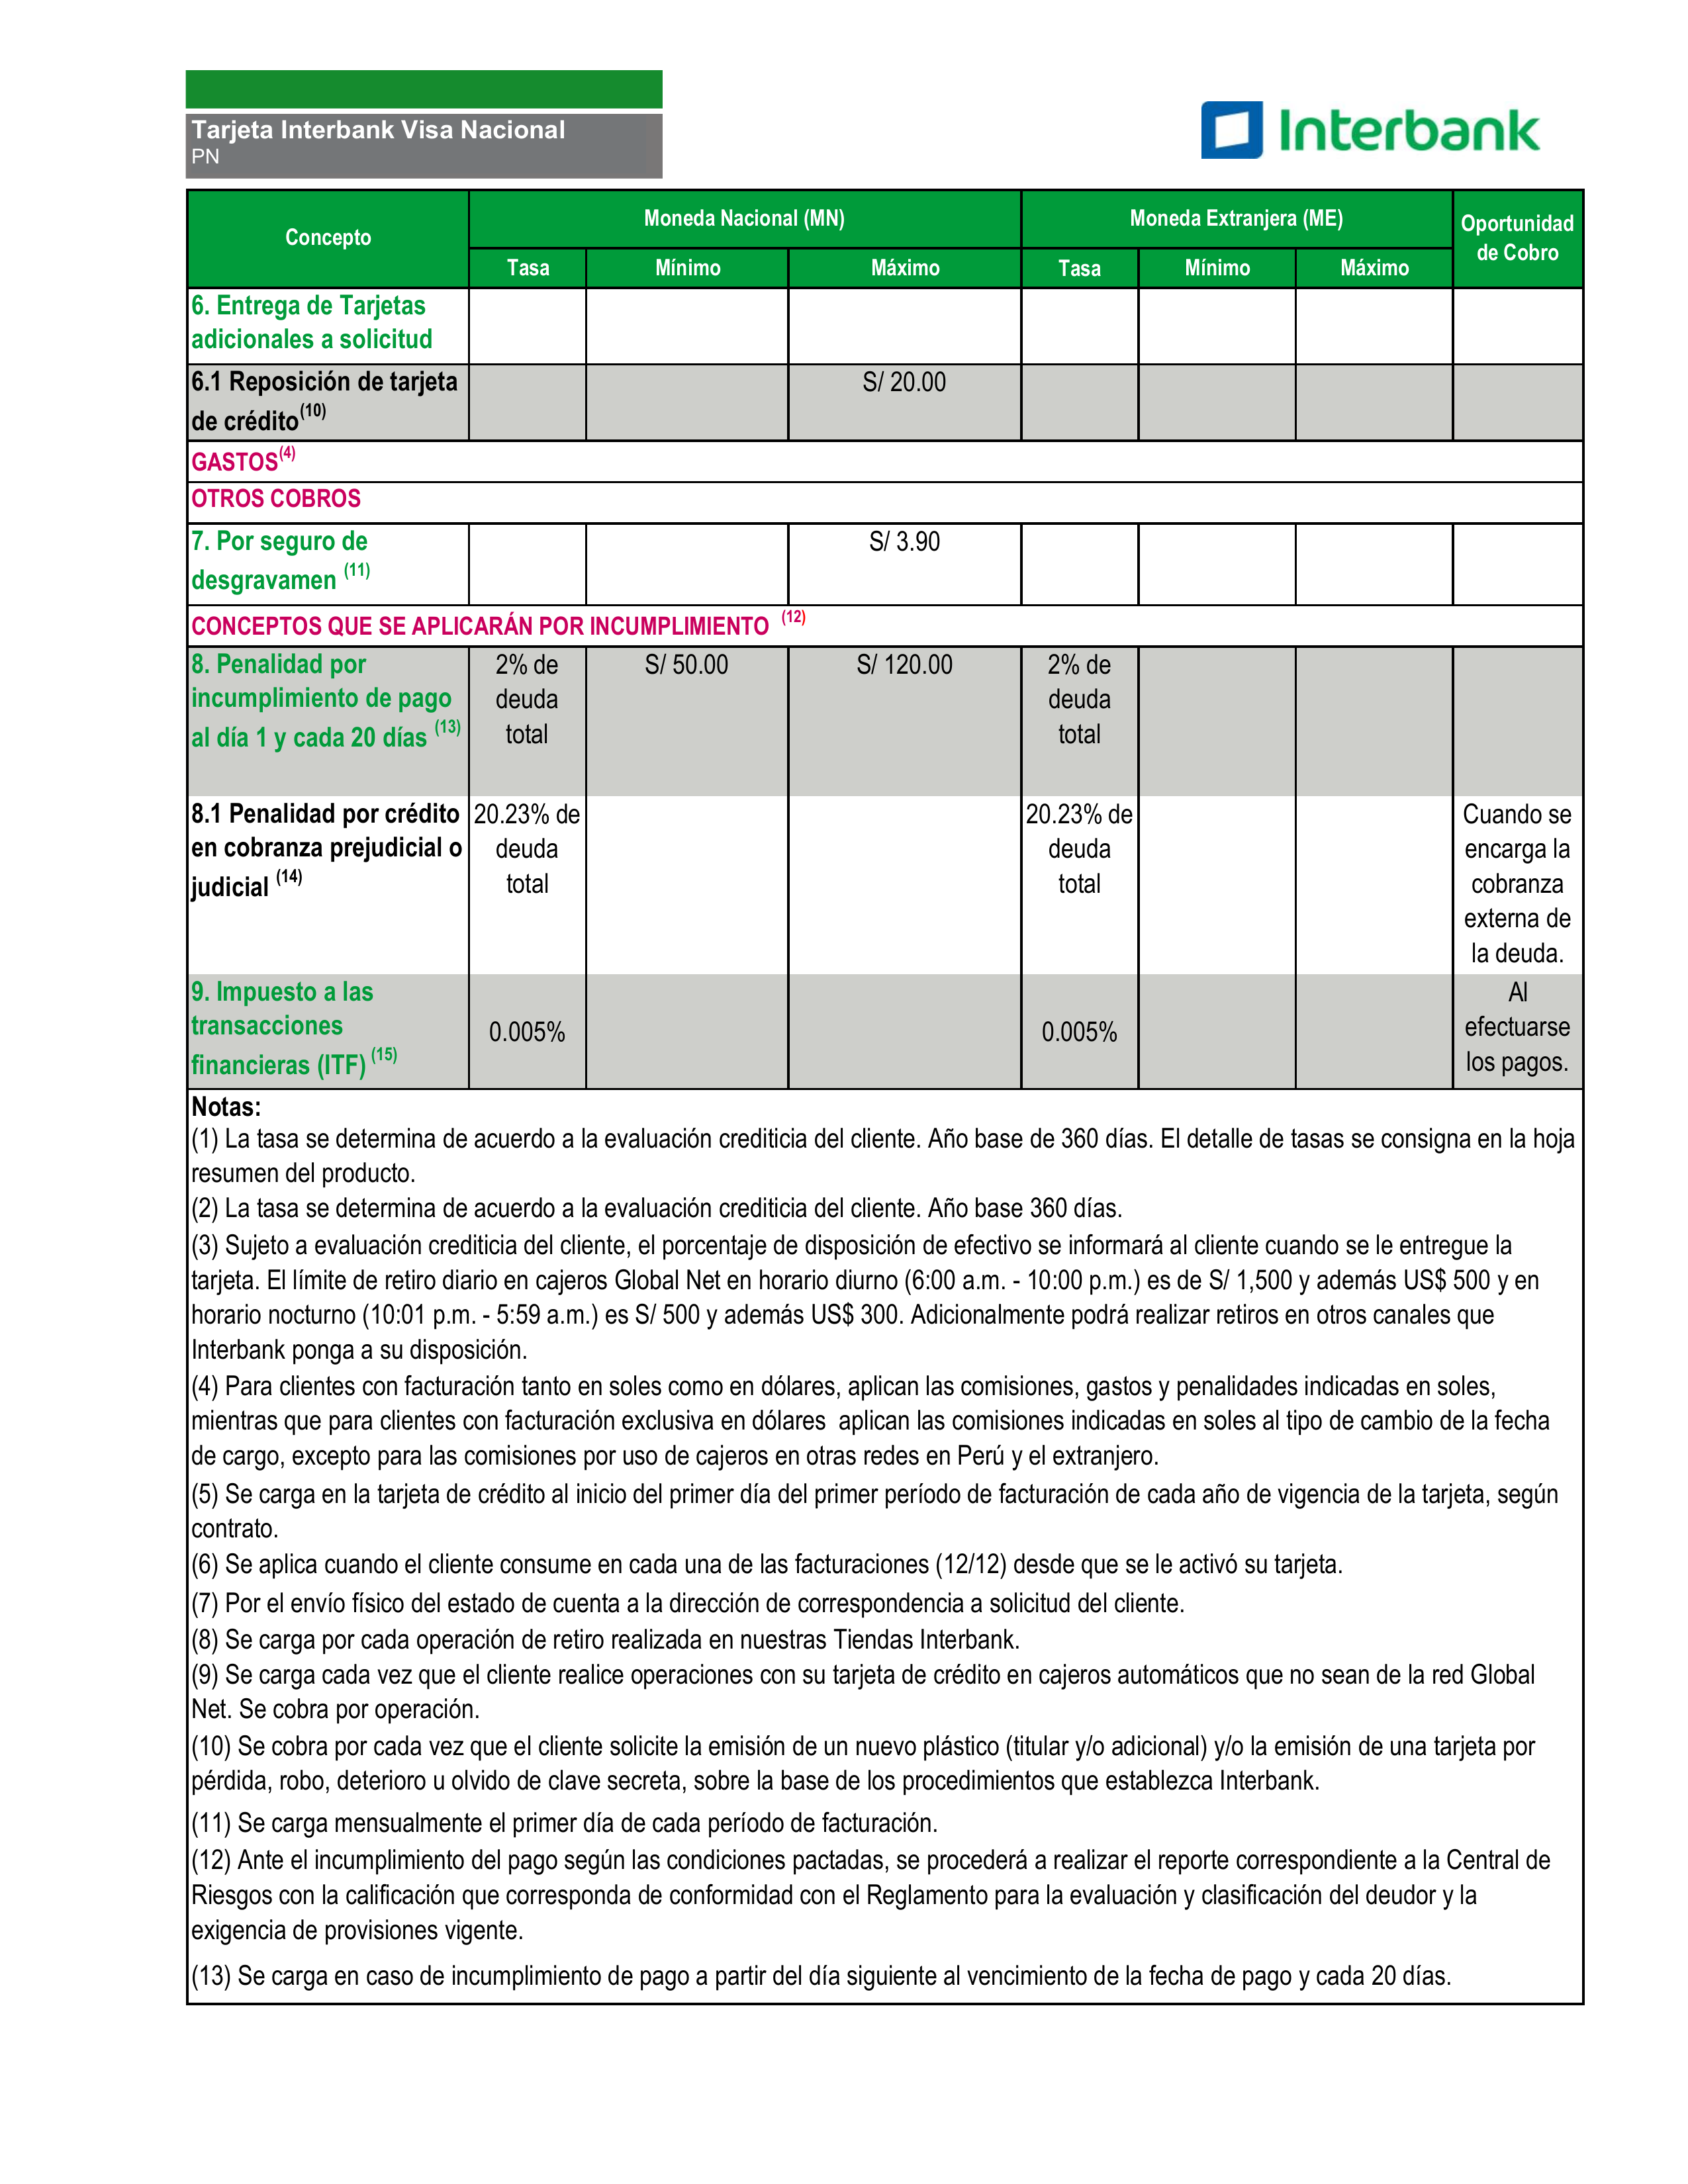 Tarjeta Interbank Visa Nacional
PN
Interbank
Concepto
Moneda Nacional (MN)
Moneda Extranjera (ME)
Oportunidad
de Cobro
Tasa
Mínimo
Máximo
Tasa
Mínimo
Máximo
6. Entrega de Tarjetas
adicionales a solicitud
6.1 Reposición de tarjeta
de crédito(10)
S/ 20.00
GASTOS(4)
OTROS COBROS
7. Por seguro de
desgravamen (11)
S/ 3.90
CONCEPTOS QUE SE APLICARÁN POR INCUMPLIMIENTO (12)
8. Penalidad por
incumplimiento de pago
al día 1 y cada 20 días (13)
2% de
deuda
total
S/ 50.00
S/ 120.00
2% de
deuda
total
8.1 Penalidad por crédito
en cobranza prejudicial o
judicial (14)
20.23% de
deuda
total
20.23% de
deuda
total
Cuando se
encarga la
cobranza
externa de
la deuda.
9. Impuesto a las
transacciones
financieras (ITF) (15)
0.005%
0.005%
Al
efectuarse
los pagos.
Notas:
(1) La tasa se determina de acuerdo a la evaluación crediticia del cliente. Año base de 360 días. El detalle de tasas se consigna en la hoja
resumen del producto.
(2) La tasa se determina de acuerdo a la evaluación crediticia del cliente. Año base 360 días.
(3) Sujeto a evaluación crediticia del cliente, el porcentaje de disposición de efectivo se informará al cliente cuando se le entregue la
tarjeta. El límite de retiro diario en cajeros Global Net en horario diurno (6:00 a.m. - 10:00 p.m.) es de S/ 1,500 y además US$ 500 y en
horario nocturno (10:01 p.m. - 5:59 a.m.) es S/ 500 y además US$ 300. Adicionalmente podrá realizar retiros en otros canales que
Interbank ponga a su disposición.
(4) Para clientes con facturación tanto en soles como en dólares, aplican las comisiones, gastos y penalidades indicadas en soles,
mientras que para clientes con facturación exclusiva en dólares  aplican las comisiones indicadas en soles al tipo de cambio de la fecha
de cargo, excepto para las comisiones por uso de cajeros en otras redes en Perú y el extranjero.
(5) Se carga en la tarjeta de crédito al inicio del primer día del primer período de facturación de cada año de vigencia de la tarjeta, según
contrato.
(6) Se aplica cuando el cliente consume en cada una de las facturaciones (12/12) desde que se le activó su tarjeta.
(7) Por el envío físico del estado de cuenta a la dirección de correspondencia a solicitud del cliente.
(8) Se carga por cada operación de retiro realizada en nuestras Tiendas Interbank.
(9) Se carga cada vez que el cliente realice operaciones con su tarjeta de crédito en cajeros automáticos que no sean de la red Global
Net. Se cobra por operación.
(10) Se cobra por cada vez que el cliente solicite la emisión de un nuevo plástico (titular y/o adicional) y/o la emisión de una tarjeta por
pérdida, robo, deterioro u olvido de clave secreta, sobre la base de los procedimientos que establezca Interbank.
(11) Se carga mensualmente el primer día de cada período de facturación.
(12) Ante el incumplimiento del pago según las condiciones pactadas, se procederá a realizar el reporte correspondiente a la Central de
Riesgos con la calificación que corresponda de conformidad con el Reglamento para la evaluación y clasificación del deudor y la
exigencia de provisiones vigente.
(13) Se carga en caso de incumplimiento de pago a partir del día siguiente al vencimiento de la fecha de pago y cada 20 días.